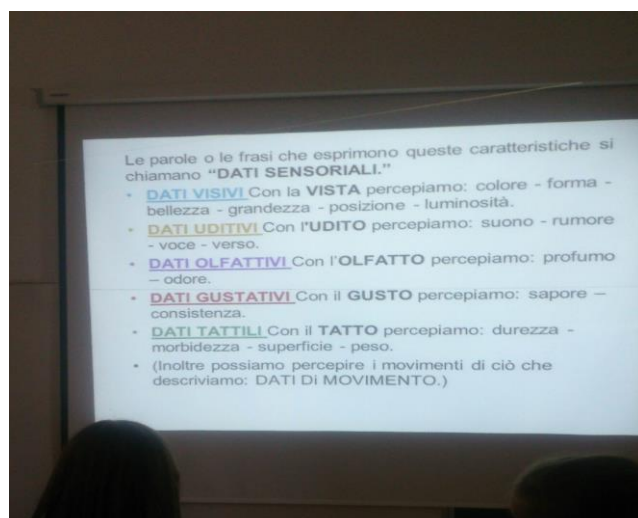 Le parole o le frasi che esprimono queste caratteristiche si
chiamano “DATI SENSORIALI.”
• DATI VISIVI Con la VISTA percepiamo: colore - forma -
bellezza - grandezza - posizione - luminosità.
• DATI UDITIVI Con l'UDITO percepiamo: suono - rumore
- voce - verso.
• DATI OLFATTIVI Con l'OLFATTO percepiamo: profumo
– odore.
• DATI GUSTATIVI Con il GUSTO percepiamo: sapore –
consistenza.
• DATI TATTILI Con il TATTO percepiamo: durezza -
morbidezza - superficie - peso.
• (Inoltre possiamo percepire i movimenti di ciò che
descriviamo: DATI Di MOVIMENTO.)